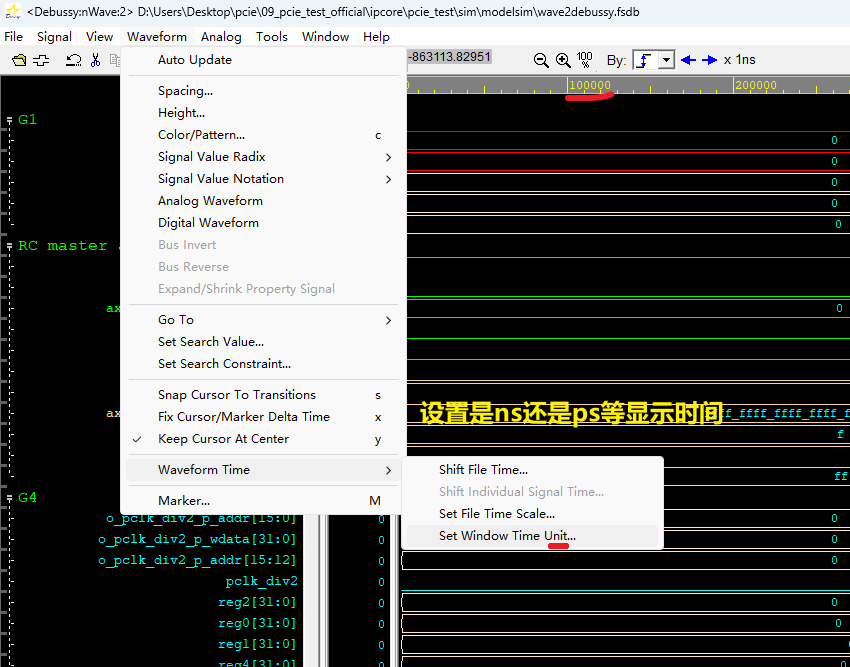 <Debussy:nWave:2> D:\Users\Desktop\pcie\09_pcie_test_official\ipcore\pcie_test\sim\modelsim\wave2debussy.fsdb
File Signal View Waveform Analog Tools Window Help
-863113.82951 100 % By: x 1ns
100000 200000
Auto Update
Spacing...
Height...
Color/Pattern... c
Signal Value Radix
Signal Value Notation
Analog Waveform
Digital Waveform
Bus Invert
Bus Reverse
Expand/Shrink Property Signal
Go To
Set Search Value...
Set Search Constraint...
Snap Cursor To Transitions s
Fix Cursor/Marker Delta Time x
Keep Cursor At Center y
Waveform Time
Marker... M
Shift File Time...
Shift Individual Signal Time...
Set File Time Scale...
Set Window Time Unit...
设置是ns还是ps等显示时间
G1
0
0
0
0
0
RC master
ax 0
ax ff_ffff_ffff_ffff_f
f
ff
G4
o_pclk_div2_p_addr[15:0] 0 0
o_pclk_div2_p_wdata[31:0] 0 0
o_pclk_div2_p_addr[15:12] 0 0
pclk_div2 0
reg2[31:0] 0 0
reg0[31:0] 0 0
reg1[31:0] 0 0
reg4[31:0] 0 0